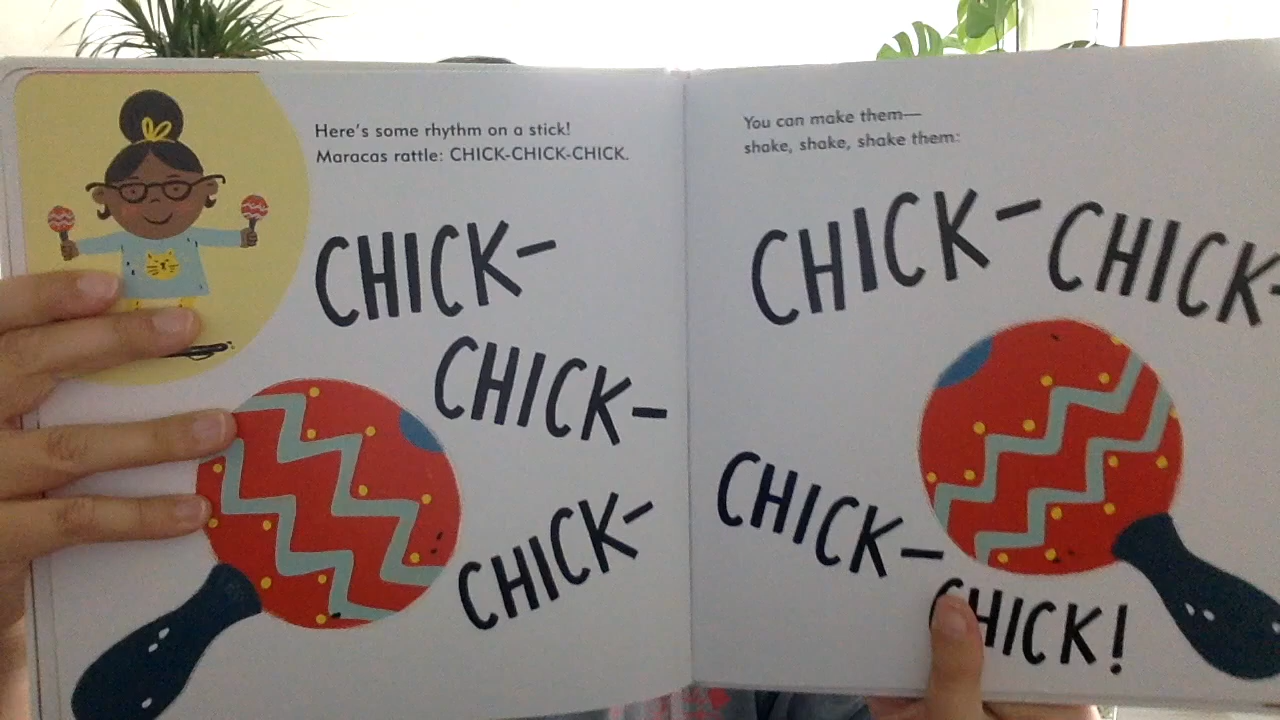 Here's some rhythm on a stick!
Maracas rattle: CHICK-CHICK-CHICK.
CHICK-
CHICK-
CHICK-
You can make them—
shake, shake, shake them:
CHICK-CHICK-
CHICK-
CHICK!